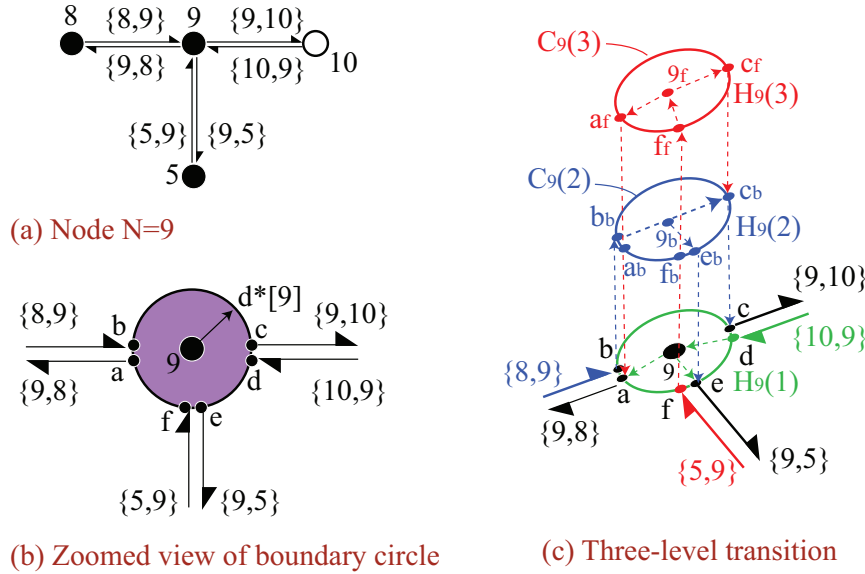 8
{8,9}
9
{9,10}
{9,8}
{10,9}
10
{5,9}
{9,5}
5
(a) Node N=9
{8,9}
b
d*[9]
c
{9,10}
9
{9,8}
a
d
{10,9}
f
e
{5,9}
{9,5}
(b) Zoomed view of boundary circle
C9(3)
9f
cf
H9(3)
af
ff
C9(2)
cb
bb
9b
H9(2)
ab
fb
eb
{9,10}
c
b
{8,9}
9
d
{10,9}
a
H9(1)
f
e
{9,8}
{5,9}
{9,5}
(c) Three-level transition